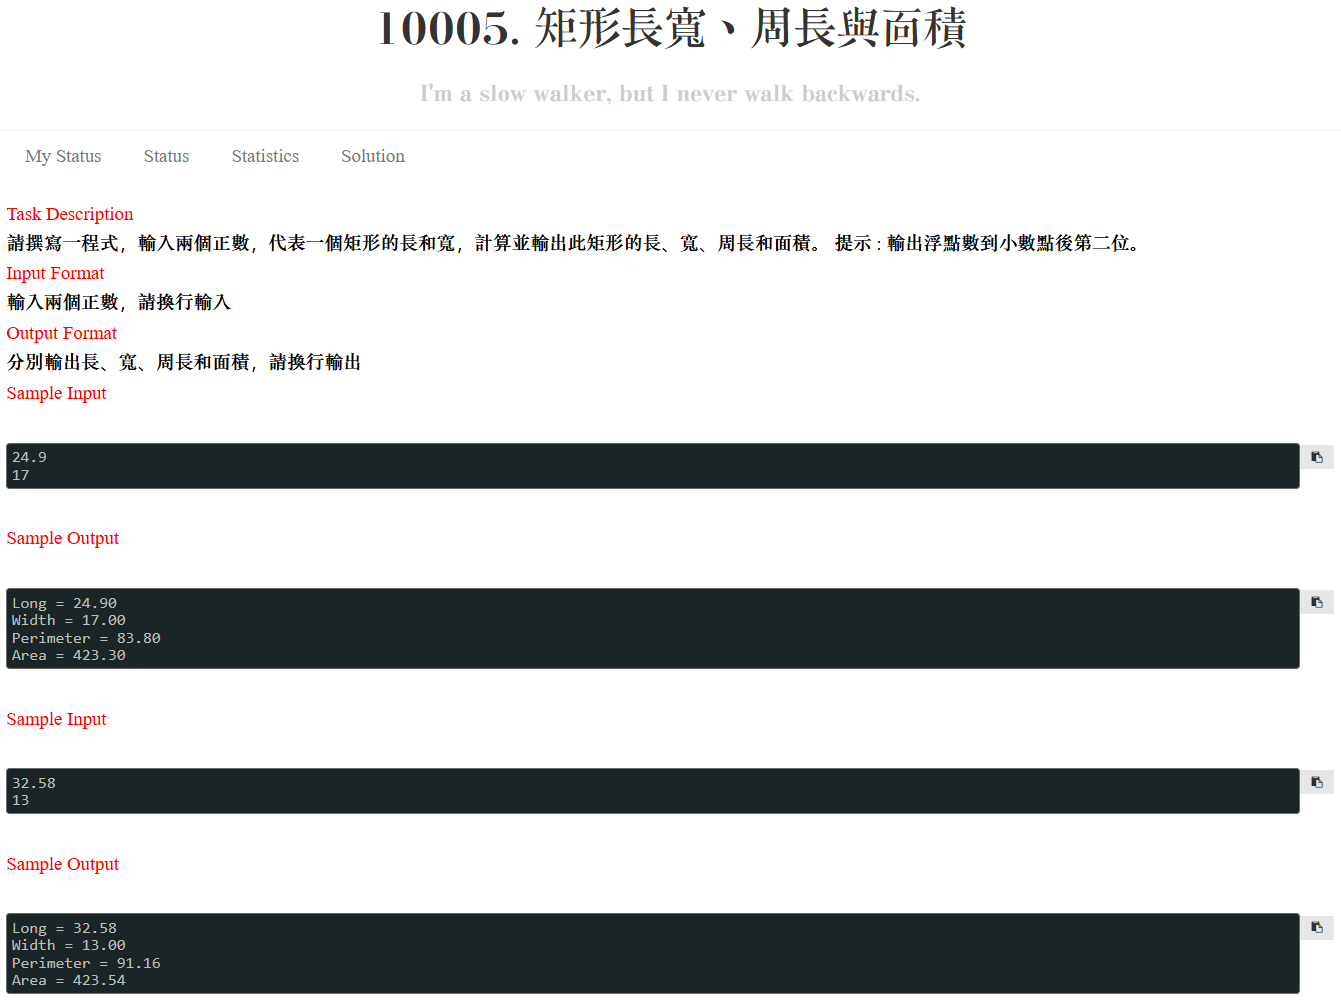 10005. 矩形長寬、周長與面積
I'm a slow walker, but I never walk backwards.
My Status Status Statistics Solution
Task Description
請撰寫一程式，輸入兩個正數，代表一個矩形的長和寬，計算並輸出此矩形的長、寬、周長和面積。 提示 : 輸出浮點數到小數點後第二位。
Input Format
輸入兩個正數，請換行輸入
Output Format
分別輸出長、寬、周長和面積，請換行輸出
Sample Input
24.9
17
Sample Output
Long = 24.90
Width = 17.00
Perimeter = 83.80
Area = 423.30
Sample Input
32.58
13
Sample Output
Long = 32.58
Width = 13.00
Perimeter = 91.16
Area = 423.54